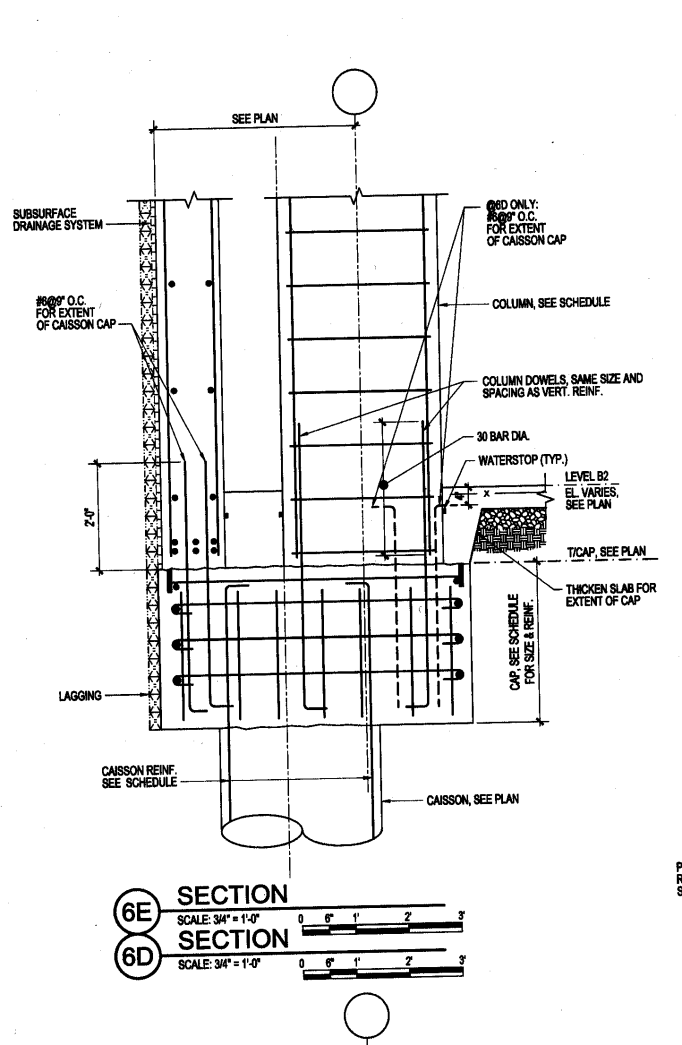 SEE PLAN
SUBSURFACE
DRAINAGE SYSTEM
@6D ONLY:
#6@9" O.C.
FOR EXTENT
OF CAISSON CAP
#6@9" O.C.
FOR EXTENT
OF CAISSON CAP
COLUMN, SEE SCHEDULE
COLUMN DOWELS, SAME SIZE AND
SPACING AS VERT. REINF.
30 BAR DIA.
WATERSTOP (TYP.)
LEVEL B2
EL. VARIES,
SEE PLAN
4"
X
2'-0"
T/CAP, SEE PLAN
THICKEN SLAB FOR
EXTENT OF CAP
CAP, SEE SCHEDULE
FOR SIZE & REINF.
LAGGING
CAISSON REINF.
SEE SCHEDULE
CAISSON, SEE PLAN
6E
SECTION
SCALE: 3/4" = 1'-0"
0 6" 1' 2' 3'
6D
SECTION
SCALE: 3/4" = 1'-0"
0 6" 1' 2' 3'